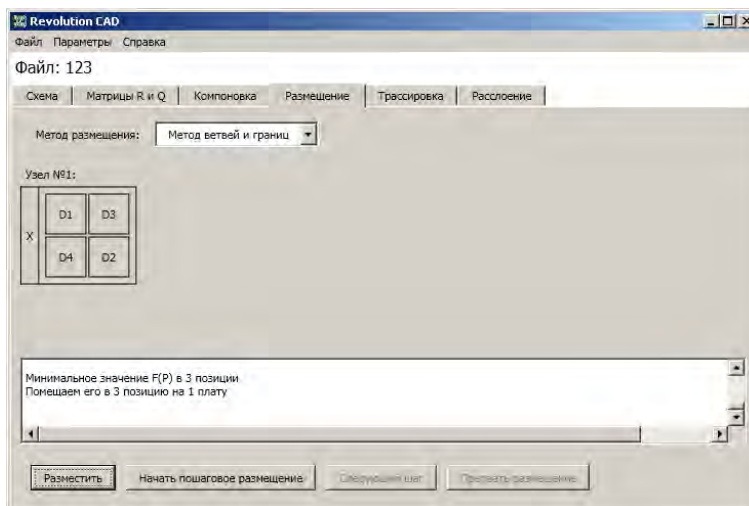 Revolution CAD
Файл Параметры Справка
Файл: 123
Схема Матрицы R и Q Компоновка Размещение Трассировка Расслоение
Метод размещения: Метод ветвей и границ
Узел №1:
X
D1 D3
D4 D2
Минимальное значение F(P) в 3 позиции
Помещаем его в 3 позицию на 1 плату
Разместить Начать пошаговое размещение Следующий шаг Прервать размещение